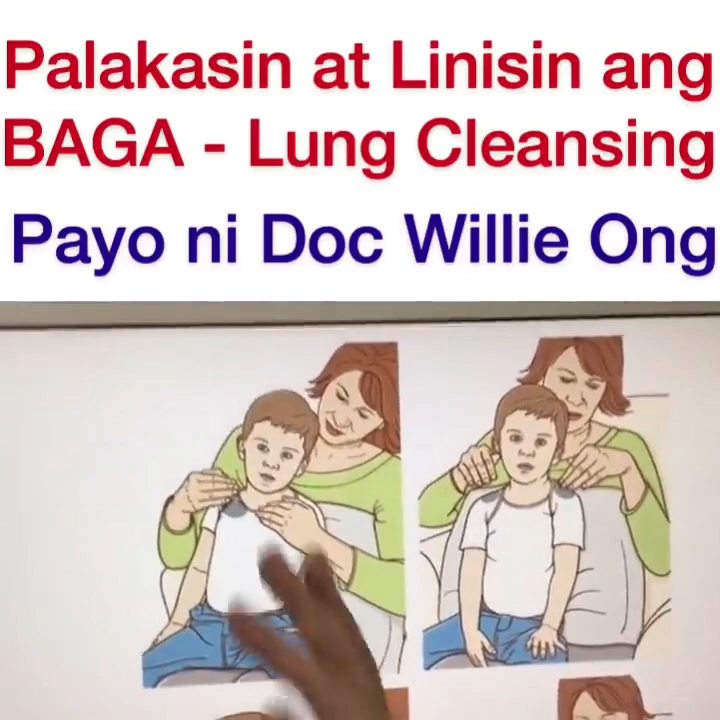 Palakasin at Linisin ang
BAGA - Lung Cleansing
Payo ni Doc Willie Ong